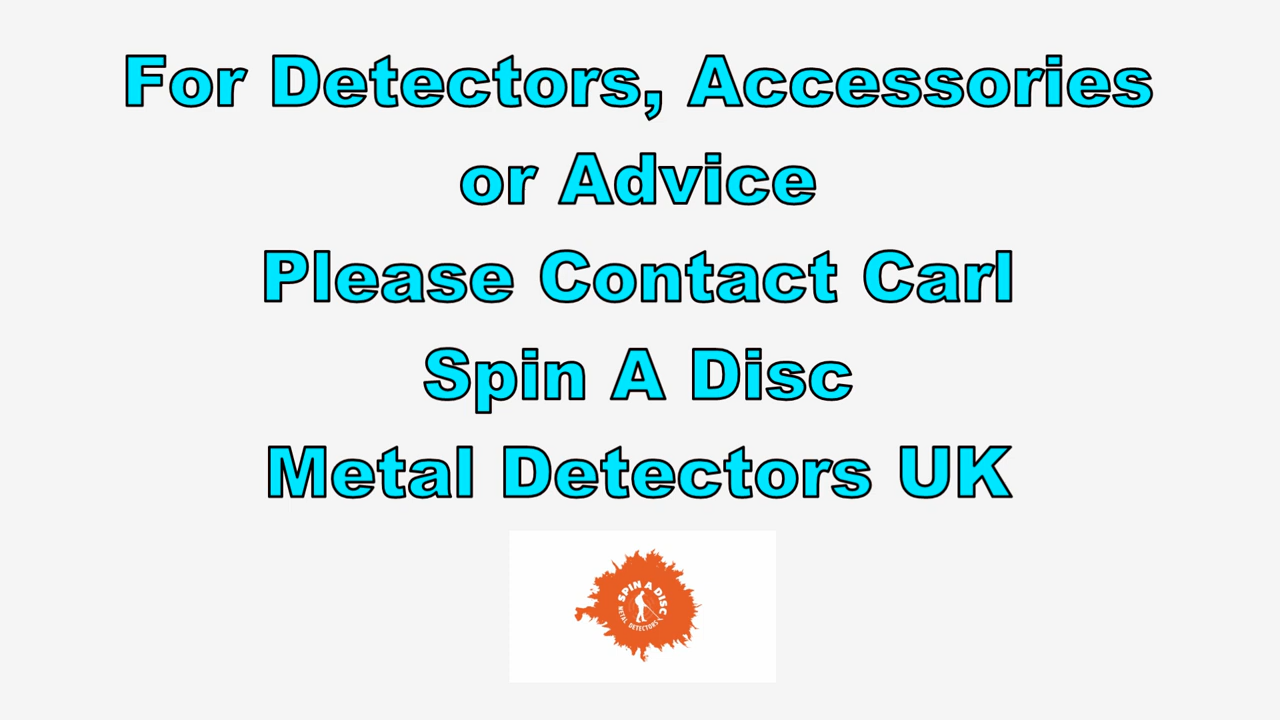 For Detectors, Accessories
or Advice
Please Contact Carl
Spin A Disc
Metal Detectors UK
SPIN A DISC
METAL DETECTORS